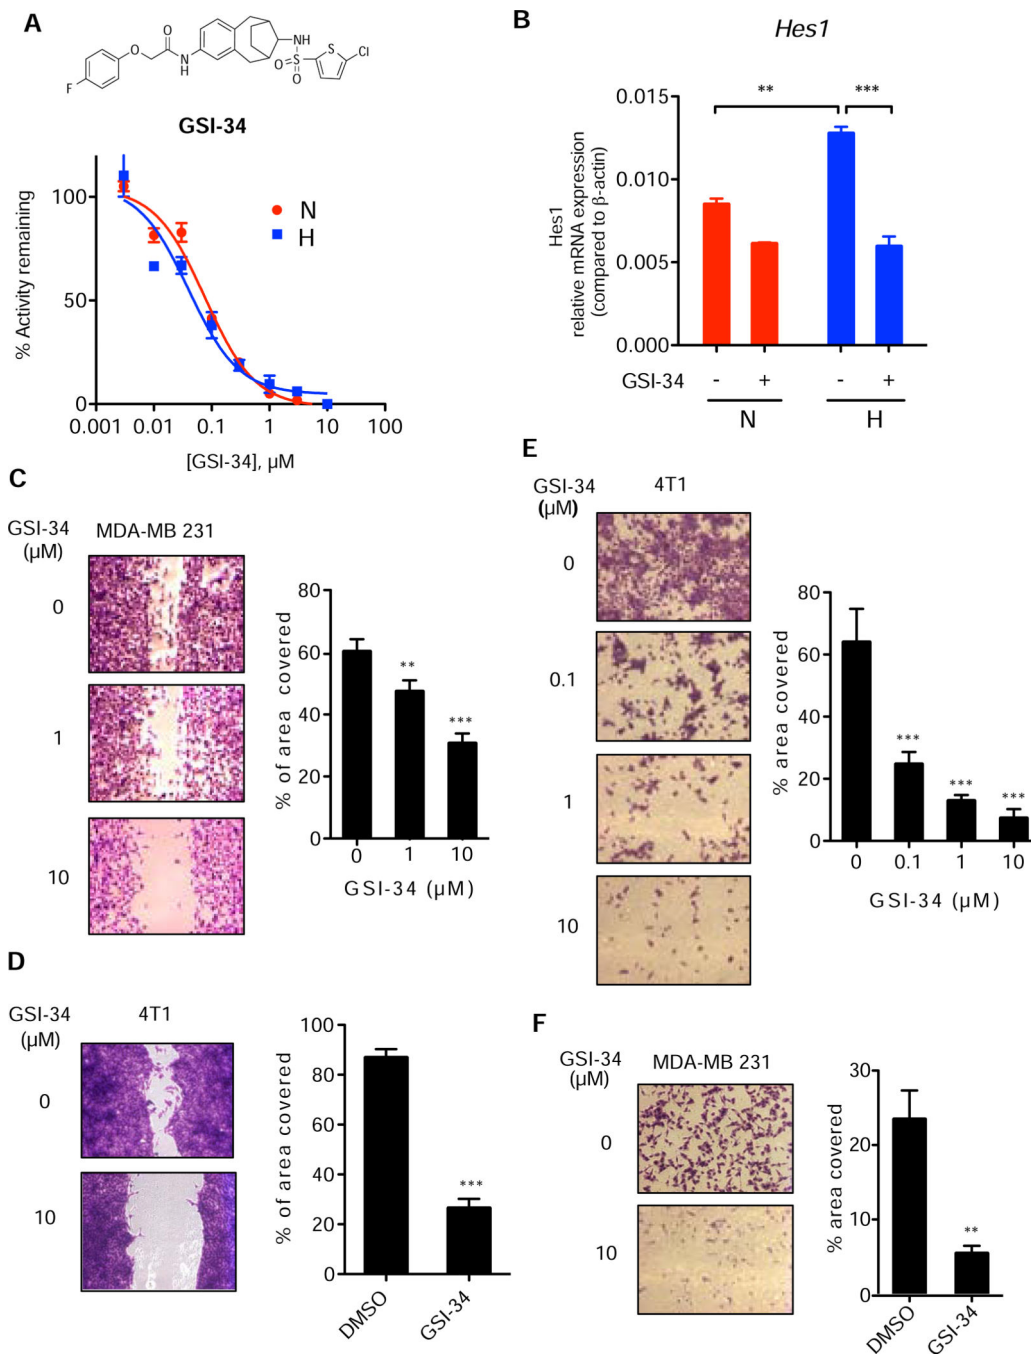 A
O
O
N
H
F
NH
S
O
O
S
Cl
GSI-34
% Activity remaining
100
50
0
N
H
0.001 0.01 0.1 1 10 100
[GSI-34], µM
B
Hes1
** ***
Hes1
relative mRNA expression
(compared to β-actin)
0.015
0.010
0.005
0.000
GSI-34 - + - +
N H
C
GSI-34
(µM)
MDA-MB 231
0
1
10
% of area covered
80
60
40
20
0
**
***
0 1 10
GSI-34 (µM)
D
GSI-34
(µM)
4T1
0
10
% of area covered
100
80
60
40
20
0
***
DMSO
GSI-34
E
GSI-34
(µM)
4T1
0
0.1
1
10
% area covered
80
60
40
20
0
***
***
***
0 0.1 1 10
GSI-34 (µM)
F
GSI-34
(µM)
MDA-MB 231
0
10
% area covered
30
20
10
0
**
DMSO
GSI-34